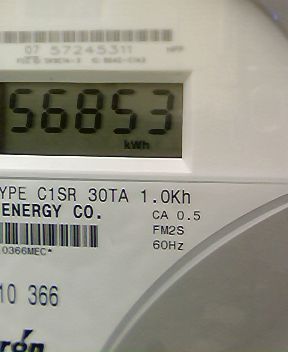 07 57245311
56853
kWh
YPE C1SR 30TA 1.0Kh
ENERGY CO.
CA 0.5
FM2S
60Hz
0366MEC*
10 366
rón